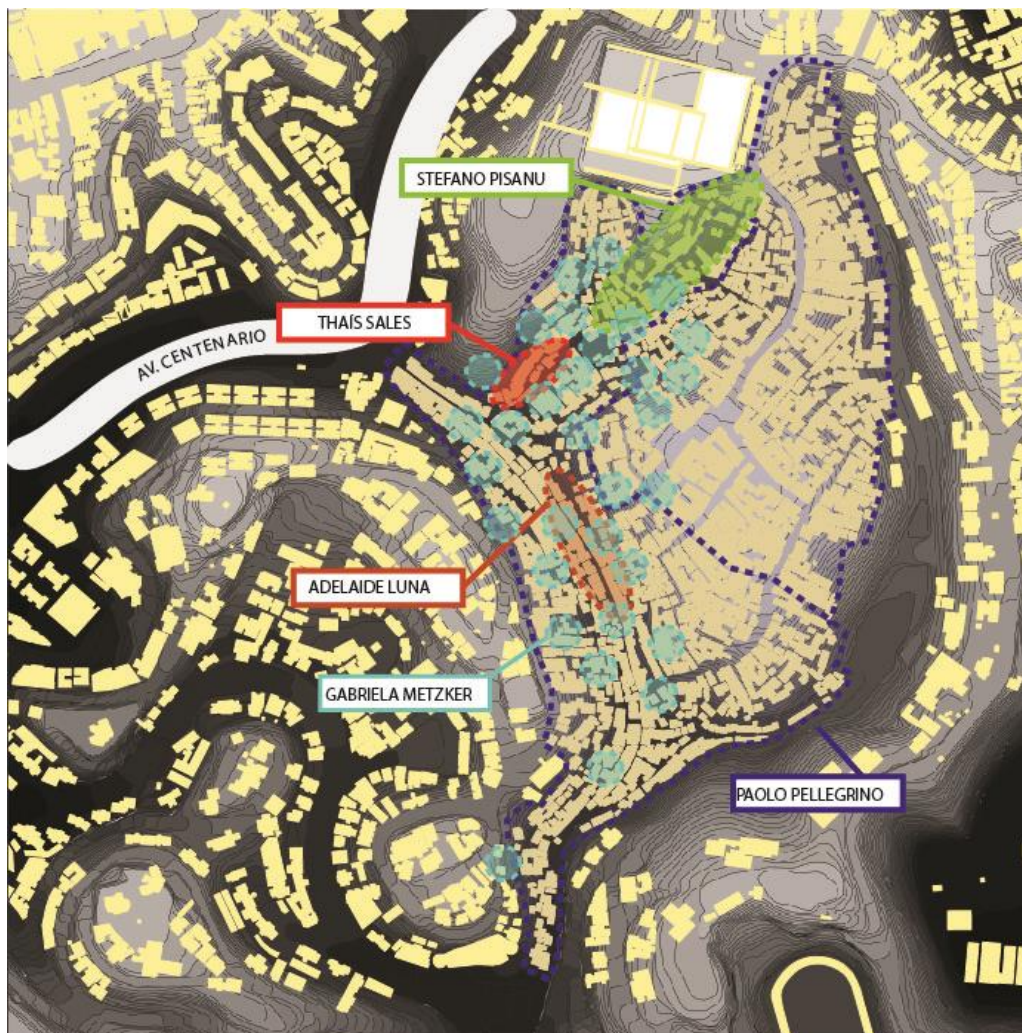 STEFANO PISANU
THAÍS SALES
AV. CENTENARIO
ADELAIDE LUNA
GABRIELA METZKER
PAOLO PELLEGRINO